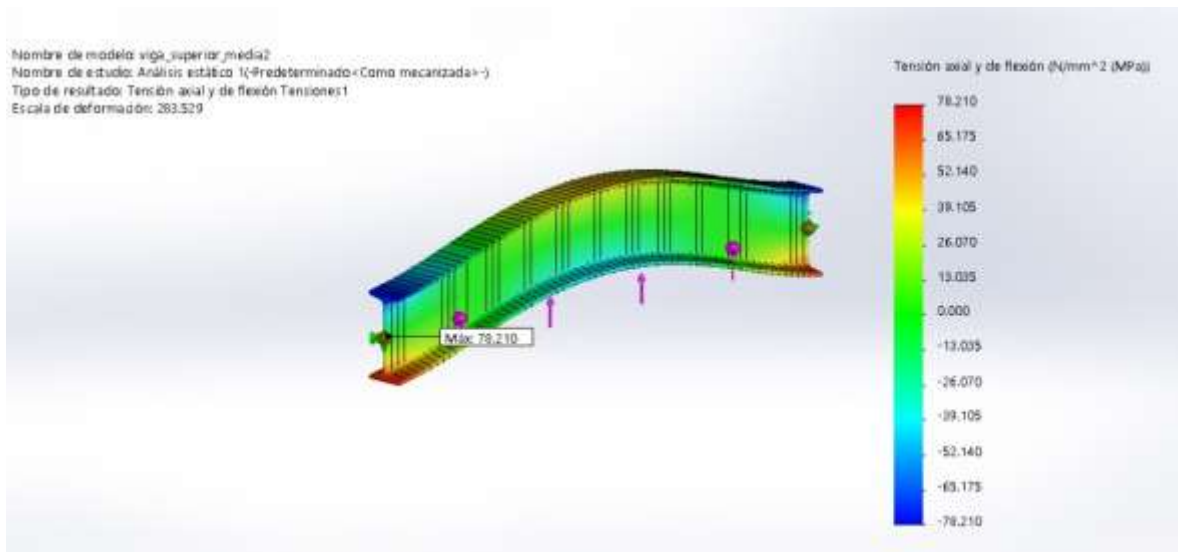 Nombre de modelo: viga_superior_media2
Nombre de estudio: Análisis estático 1(-Predeterminado<Como mecanizada>-)
Tipo de resultado: Tensión axial y de flexión Tensiones1
Escala de deformación: 283.529
Tensión axial y de flexión (N/mm^2 (MPa))
78.210
65.175
52.140
39.105
26.070
13.035
0.000
-13.035
-26.070
-39.105
-52.140
-65.175
-78.210
Máx: 78.210